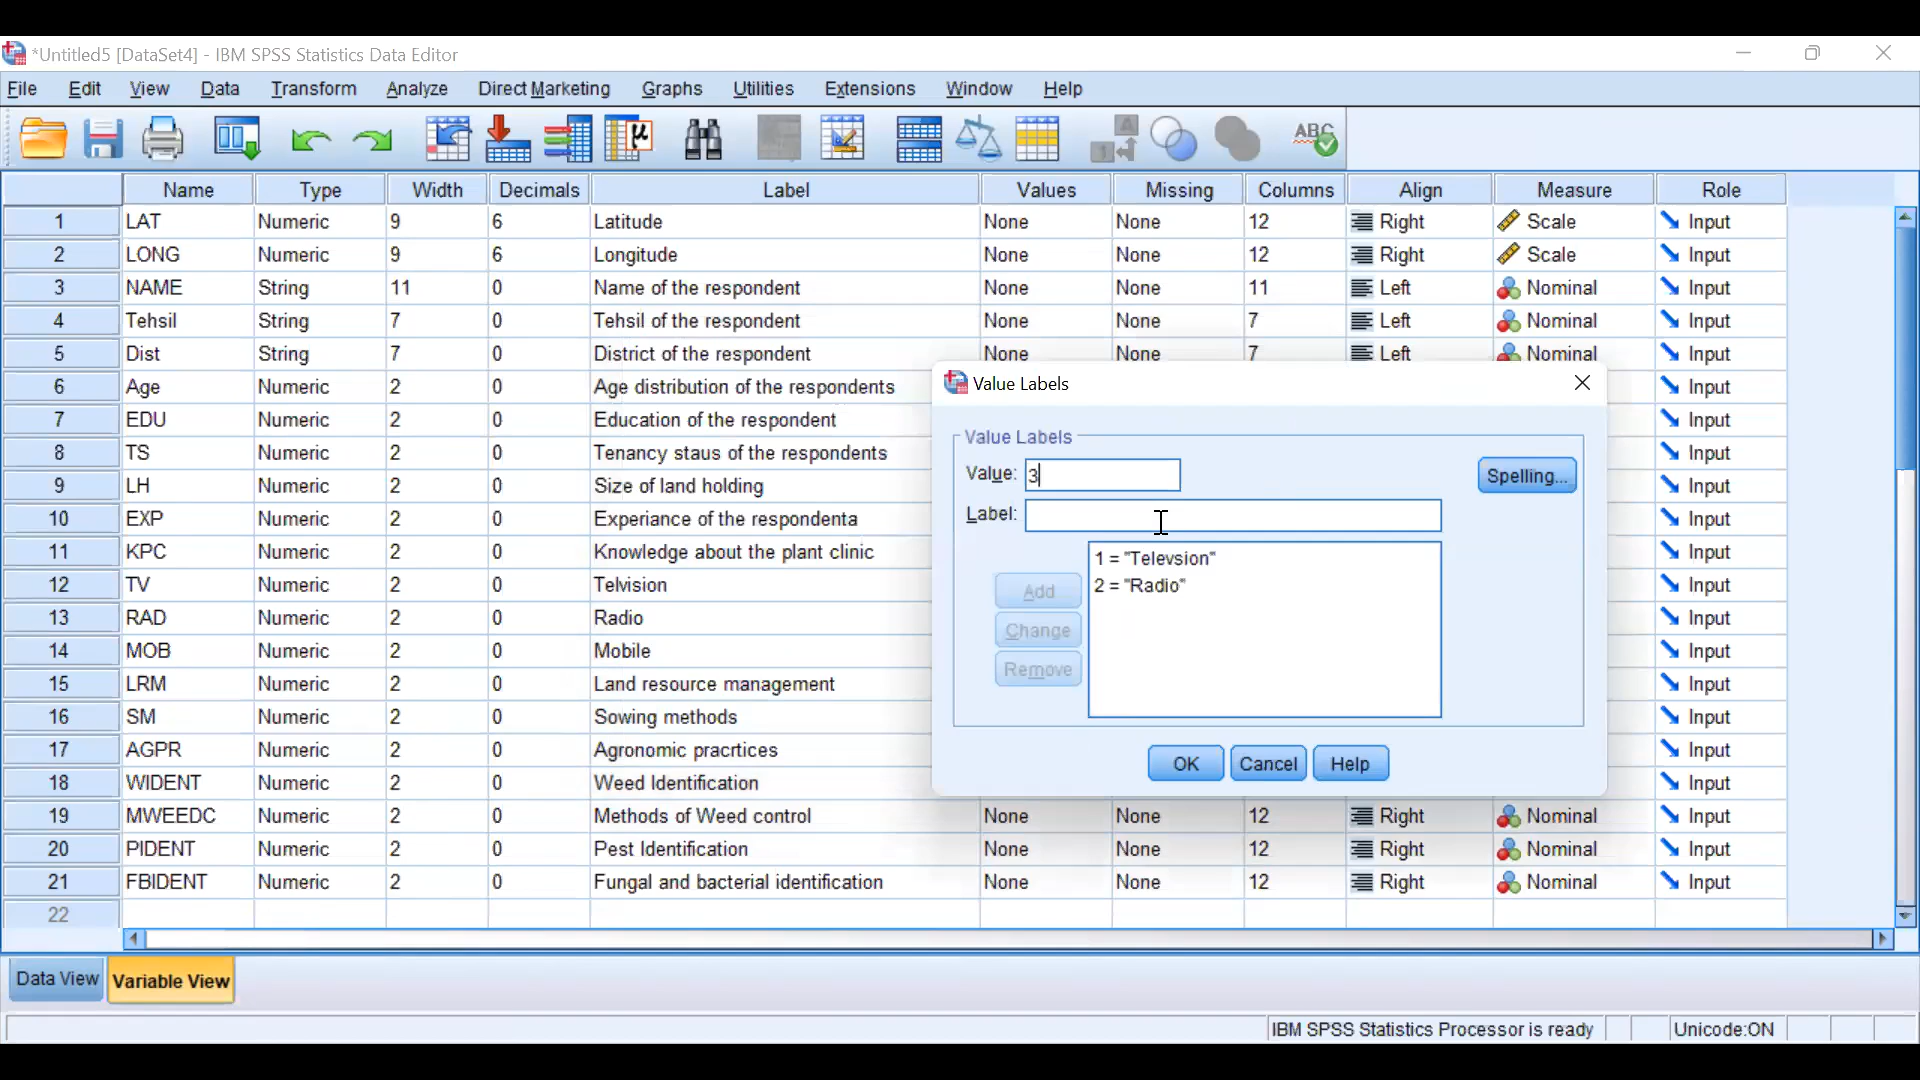 *Untitled5 [DataSet4] - IBM SPSS Statistics Data Editor
File Edit View Data Transform Analyze Direct Marketing Graphs Utilities Extensions Window Help
Name Type Width Decimals Label Values Missing Columns Align Measure Role
1 LAT Numeric 9 6 Latitude None None 12 Right Scale Input
2 LONG Numeric 9 6 Longitude None None 12 Right Scale Input
3 NAME String 11 0 Name of the respondent None None 11 Left Nominal Input
4 Tehsil String 7 0 Tehsil of the respondent None None 7 Left Nominal Input
5 Dist String 7 0 District of the respondent None None 7 Left Nominal Input
6 Age Numeric 2 0 Age distribution of the respondents Input
7 EDU Numeric 2 0 Education of the respondent Input
8 TS Numeric 2 0 Tenancy staus of the respondents Input
9 LH Numeric 2 0 Size of land holding Input
10 EXP Numeric 2 0 Experiance of the respondenta Input
11 KPC Numeric 2 0 Knowledge about the plant clinic Input
12 TV Numeric 2 0 Telvision Input
13 RAD Numeric 2 0 Radio Input
14 MOB Numeric 2 0 Mobile Input
15 LRM Numeric 2 0 Land resource management Input
16 SM Numeric 2 0 Sowing methods Input
17 AGPR Numeric 2 0 Agronomic pracrtices Input
18 WIDENT Numeric 2 0 Weed Identification Input
19 MWEEDC Numeric 2 0 Methods of Weed control None None 12 Right Nominal Input
20 PIDENT Numeric 2 0 Pest Identification None None 12 Right Nominal Input
21 FBIDENT Numeric 2 0 Fungal and bacterial identification None None 12 Right Nominal Input
22
Value Labels
Value Labels
Value: 3 Spelling...
Label:
1 = "Televsion"
2 = "Radio"
Add
Change
Remove
OK Cancel Help
Data View Variable View
IBM SPSS Statistics Processor is ready Unicode:ON